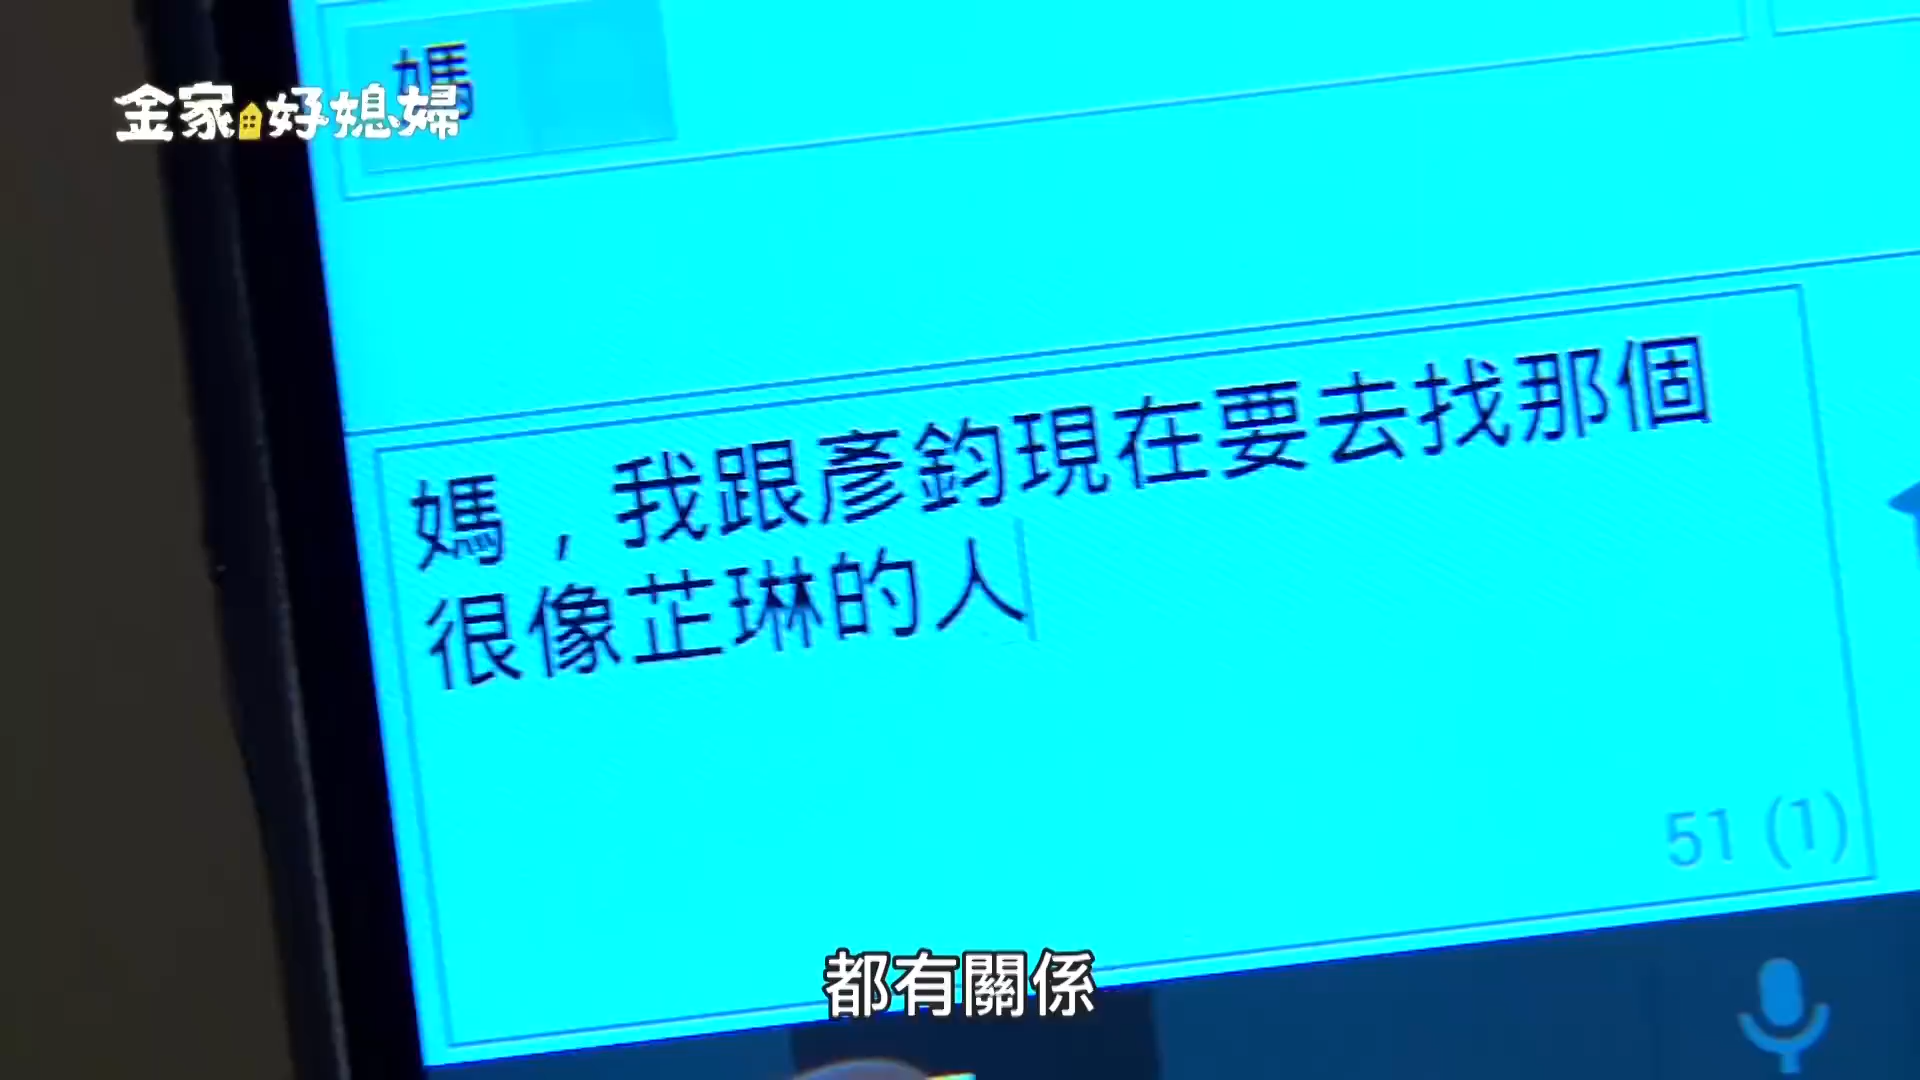 媽
金家好媳婦
媽，我跟彥鈞現在要去找那個
很像芷琳的人
51 (1)
都有關係